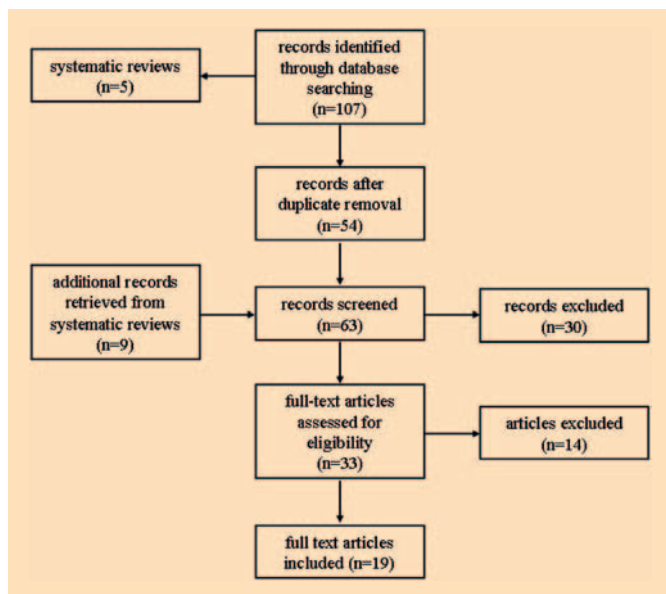 records identified
through database
searching
(n=107)
systematic reviews
(n=5)
records after
duplicate removal
(n=54)
additional records
retrieved from
systematic reviews
(n=9)
records screened
(n=63)
records excluded
(n=30)
full-text articles
assessed for
eligibility
(n=33)
articles excluded
(n=14)
full text articles
included (n=19)